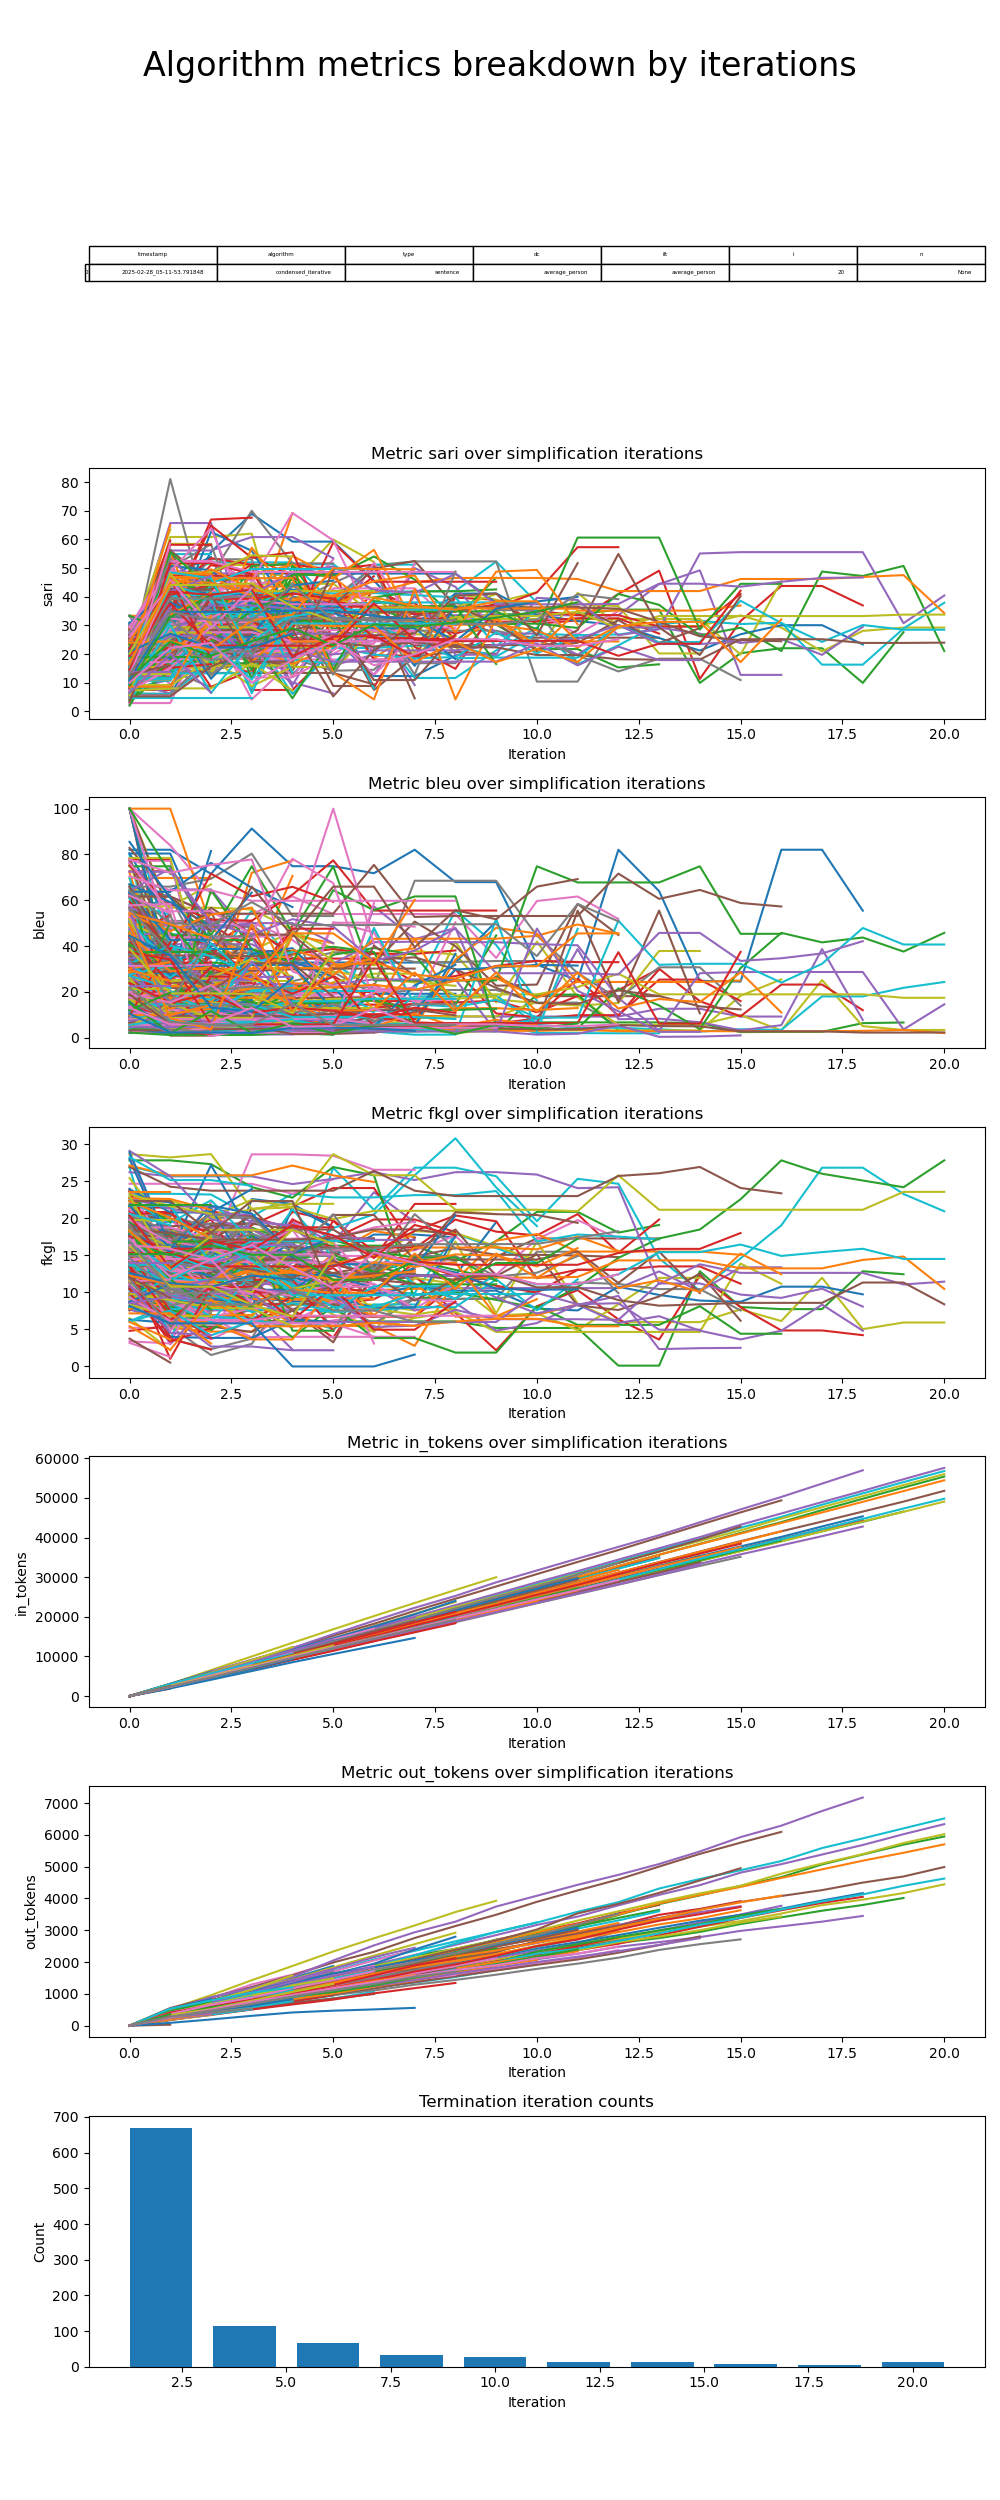 Algorithm metrics breakdown by iterations
timestamp algorithm type dc ift i n
0 2025-02-28_05-11-53.791848 condensed_iterative sentence average_person average_person 20 None
Metric sari over simplification iterations
80
70
60
50
40
30
20
10
0
sari
0.0 2.5 5.0 7.5 10.0 12.5 15.0 17.5 20.0
Iteration
Metric bleu over simplification iterations
100
80
60
40
20
0
bleu
0.0 2.5 5.0 7.5 10.0 12.5 15.0 17.5 20.0
Iteration
Metric fkgl over simplification iterations
30
25
20
15
10
5
0
fkgl
0.0 2.5 5.0 7.5 10.0 12.5 15.0 17.5 20.0
Iteration
Metric in_tokens over simplification iterations
60000
50000
40000
30000
20000
10000
0
in_tokens
0.0 2.5 5.0 7.5 10.0 12.5 15.0 17.5 20.0
Iteration
Metric out_tokens over simplification iterations
7000
6000
5000
4000
3000
2000
1000
0
out_tokens
0.0 2.5 5.0 7.5 10.0 12.5 15.0 17.5 20.0
Iteration
Termination iteration counts
700
600
500
400
300
200
100
0
Count
2.5 5.0 7.5 10.0 12.5 15.0 17.5 20.0
Iteration